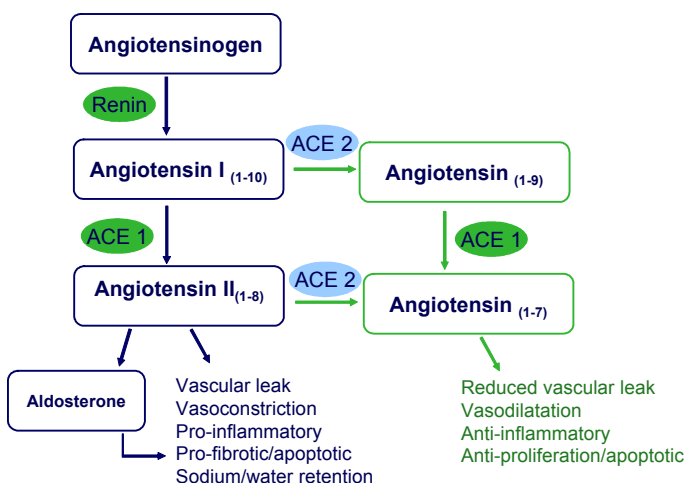 Angiotensinogen
Renin
ACE 2
Angiotensin I (1-10)
Angiotensin (1-9)
ACE 1
ACE 1
Angiotensin II(1-8)
ACE 2
Angiotensin (1-7)
Aldosterone
Vascular leak
Vasoconstriction
Pro-inflammatory
Pro-fibrotic/apoptotic
Sodium/water retention
Reduced vascular leak
Vasodilatation
Anti-inflammatory
Anti-proliferation/apoptotic